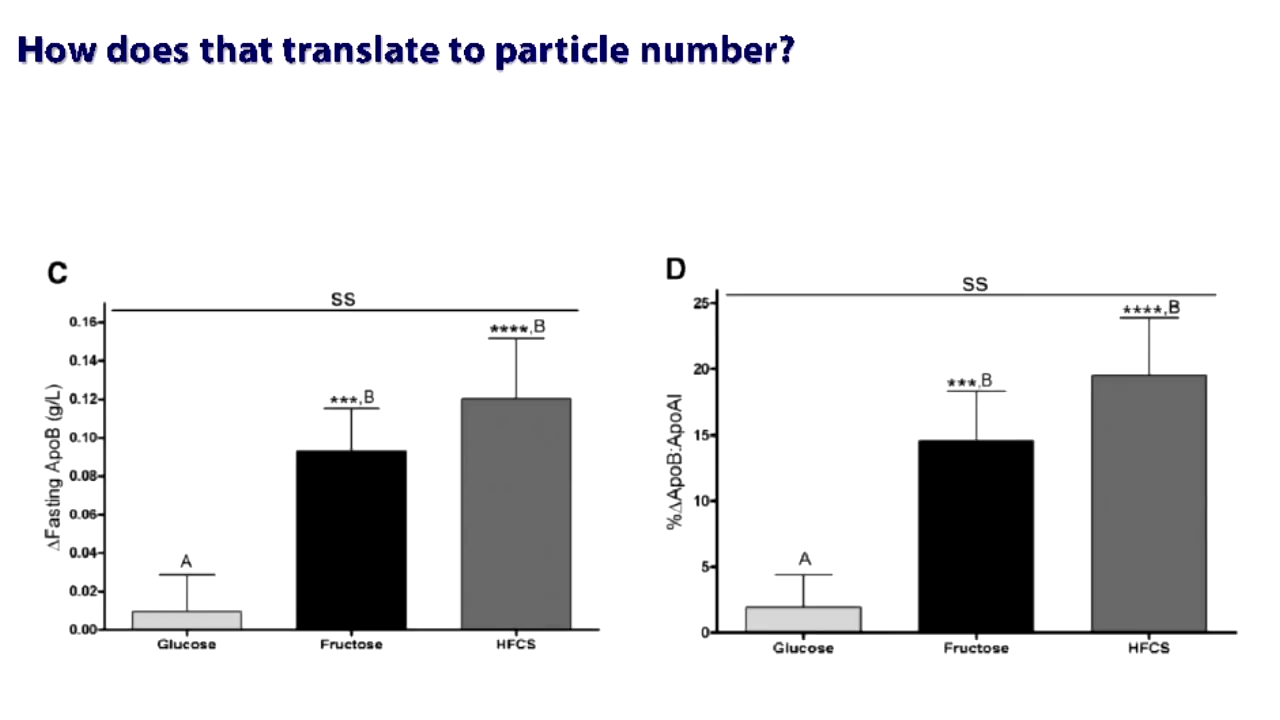 How does that translate to particle number?
C
SS
ΔFasting ApoB (g/L)
0.16
0.14
0.12
0.10
0.08
0.06
0.04
0.02
0.00
A
***,B
****,B
Glucose
Fructose
HFCS
D
SS
%ΔApoB:ApoAI
25
20
15
10
5
0
A
***,B
****,B
Glucose
Fructose
HFCS